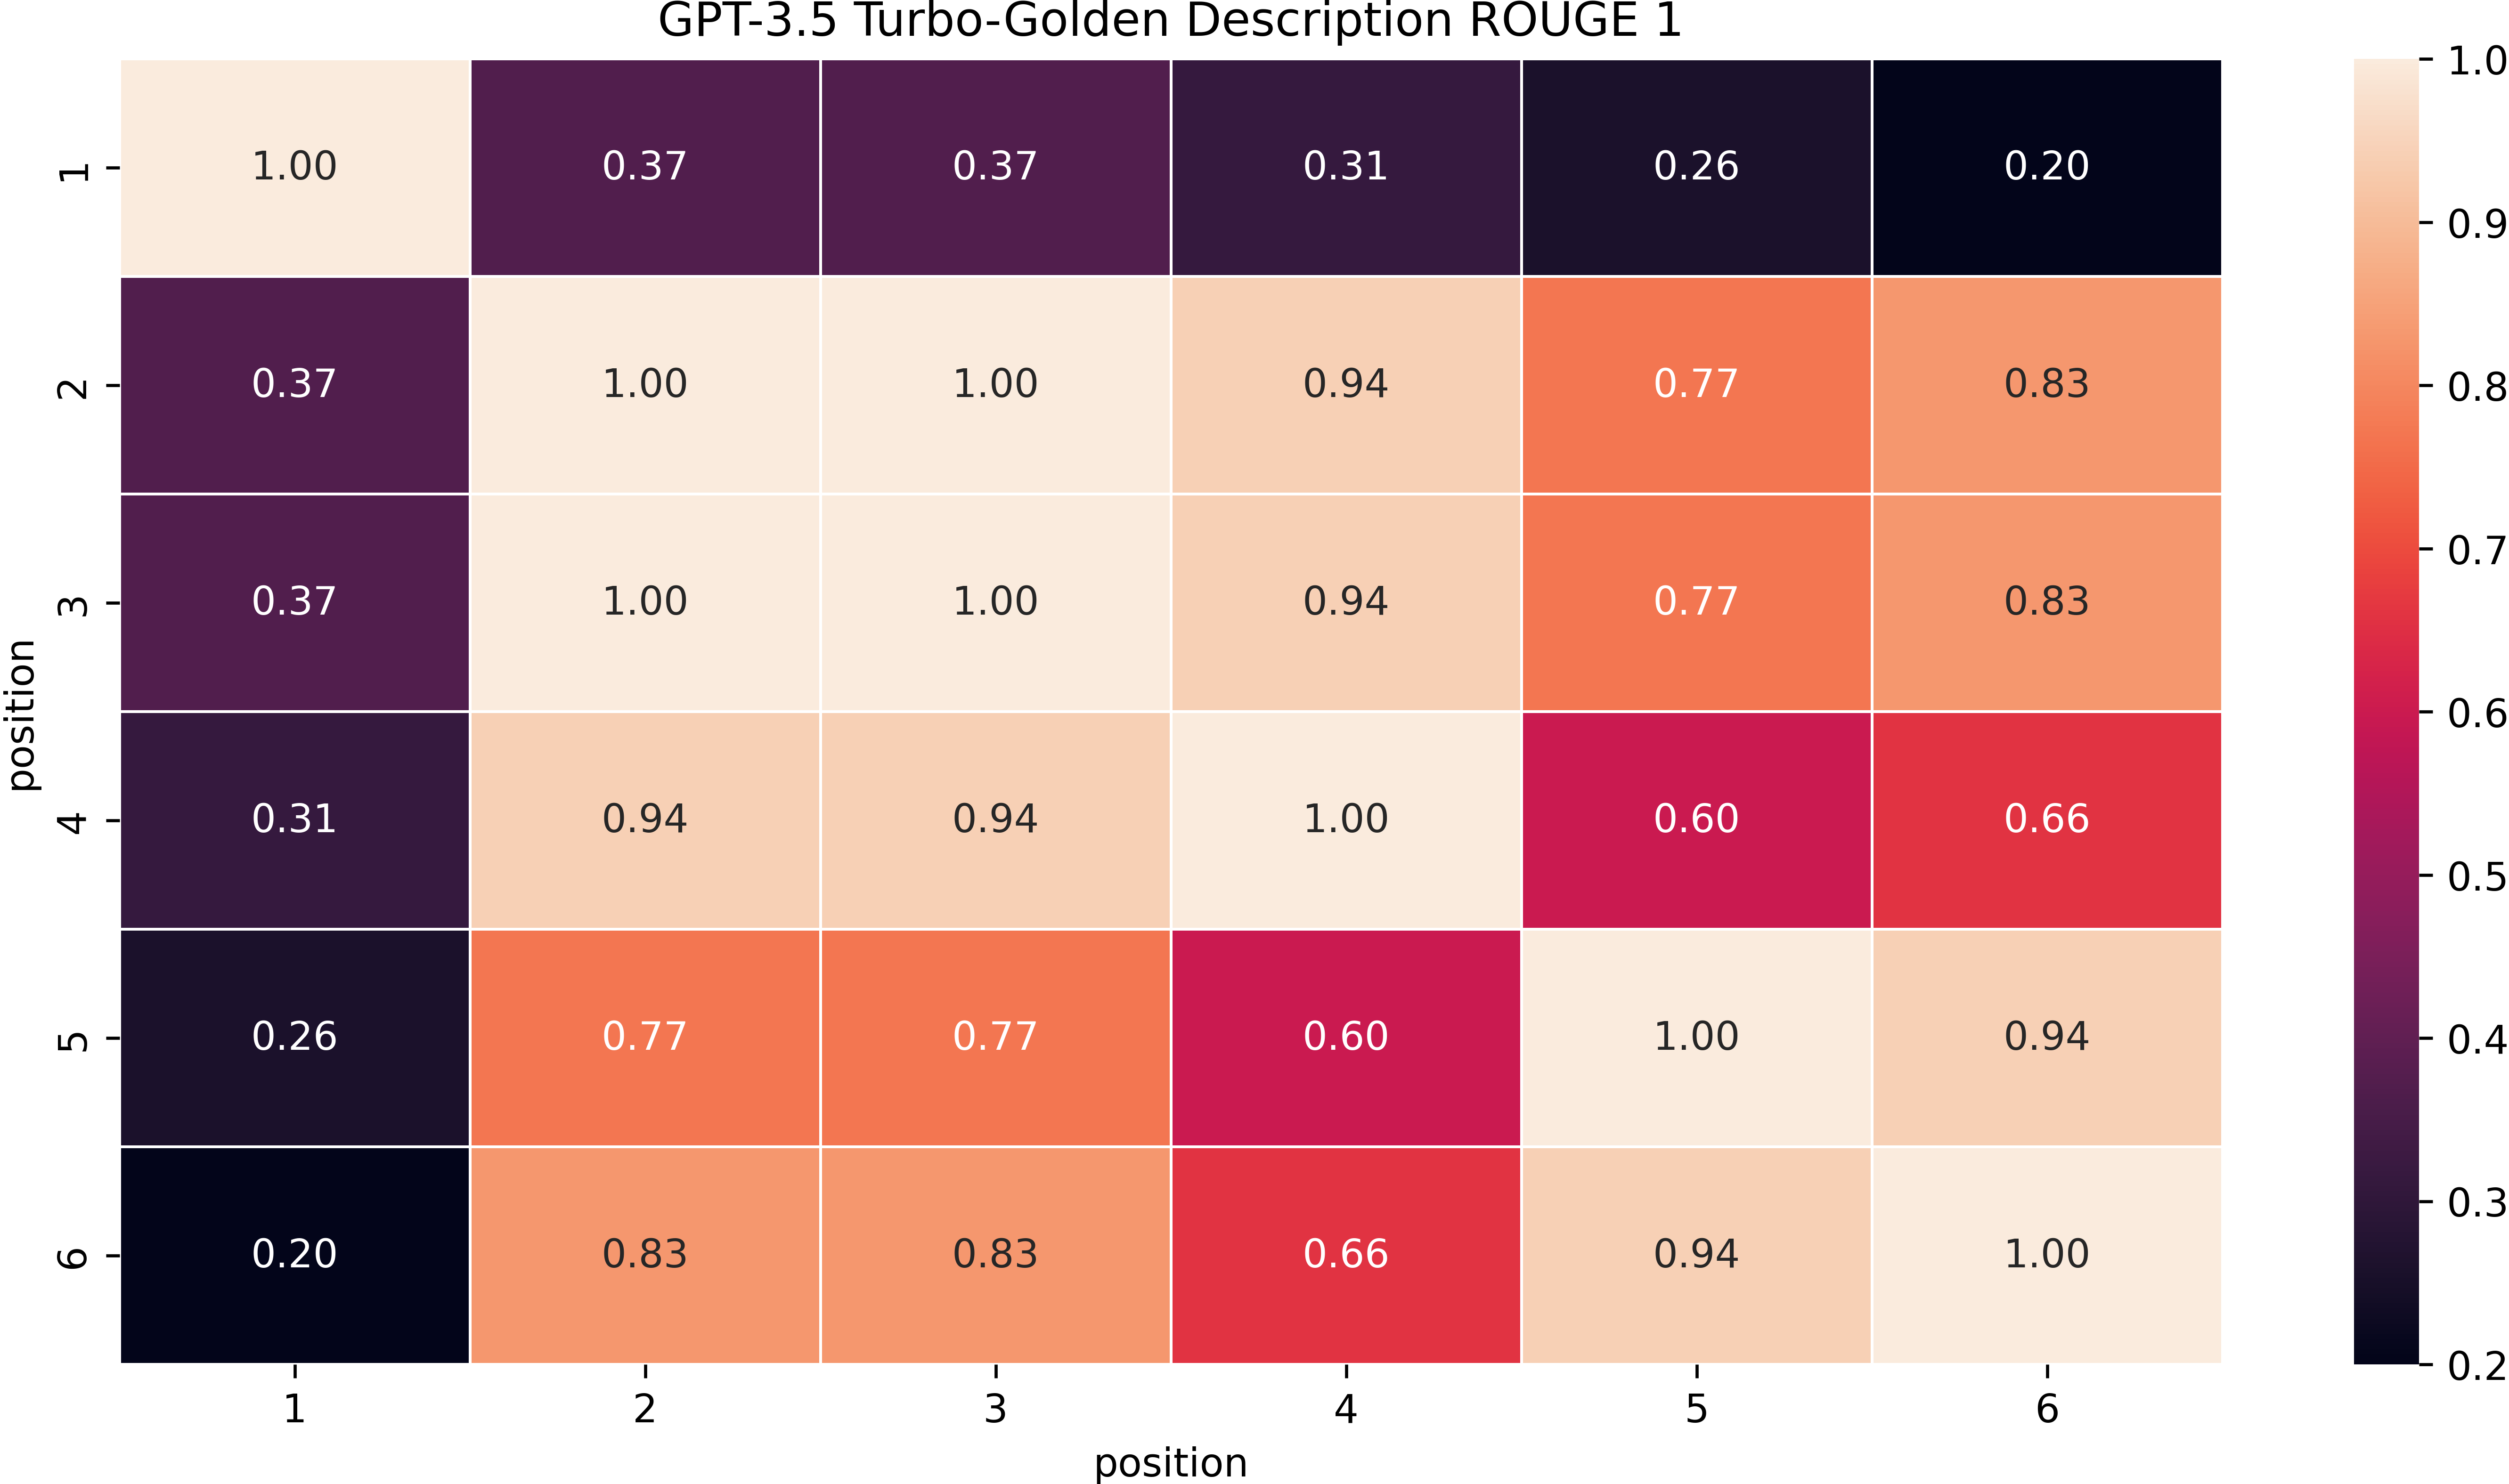 GPT-3.5 Turbo-Golden Description ROUGE 1
1 1.00 0.37 0.37 0.31 0.26 0.20
2 0.37 1.00 1.00 0.94 0.77 0.83
3 0.37 1.00 1.00 0.94 0.77 0.83
position
4 0.31 0.94 0.94 1.00 0.60 0.66
5 0.26 0.77 0.77 0.60 1.00 0.94
6 0.20 0.83 0.83 0.66 0.94 1.00
1 2 3 4 5 6
position
1.0
0.9
0.8
0.7
0.6
0.5
0.4
0.3
0.2